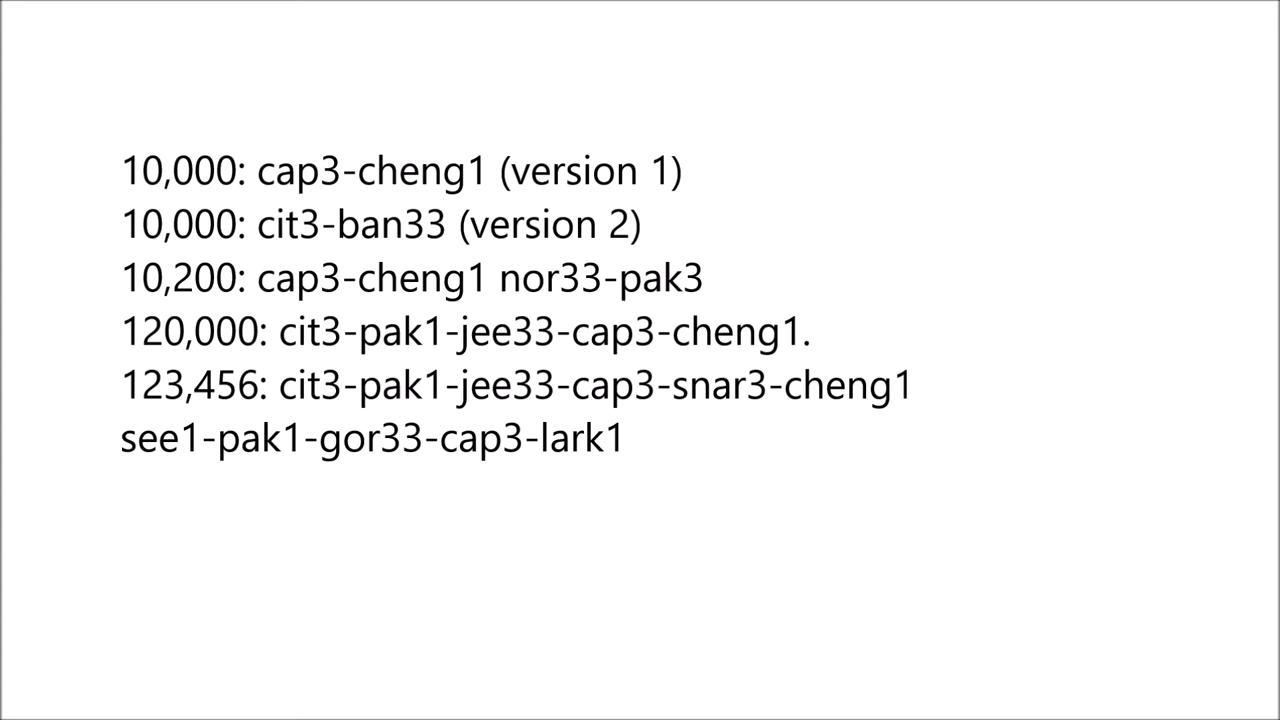 10,000: cap3-cheng1 (version 1)
10,000: cit3-ban33 (version 2)
10,200: cap3-cheng1 nor33-pak3
120,000: cit3-pak1-jee33-cap3-cheng1.
123,456: cit3-pak1-jee33-cap3-snar3-cheng1
see1-pak1-gor33-cap3-lark1